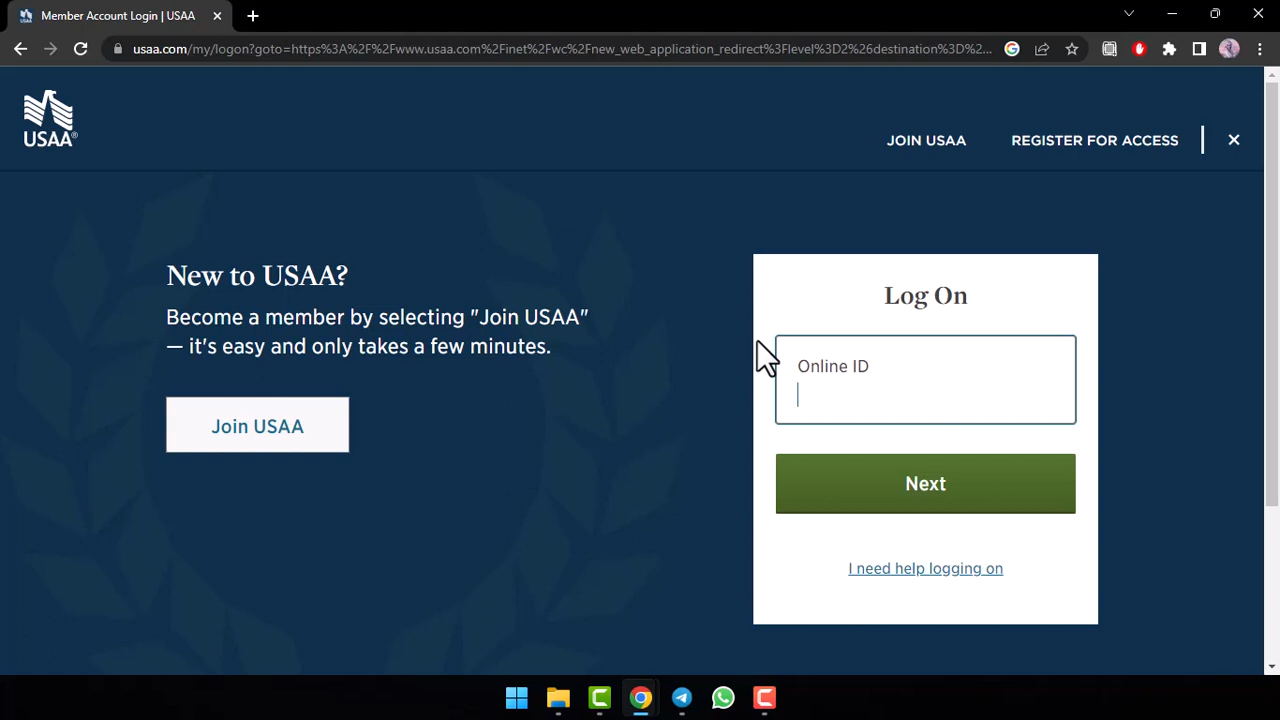 Member Account Login | USAA
usaa.com/my/logon?goto=https%3A%2F%2Fwww.usaa.com%2Finet%2Fwc%2Fnew_web_application_redirect%3Flevel%3D2%26destination%3D%2...
USAA®
JOIN USAA
REGISTER FOR ACCESS
New to USAA?
Become a member by selecting "Join USAA"
— it's easy and only takes a few minutes.
Join USAA
Log On
Online ID
Next
I need help logging on